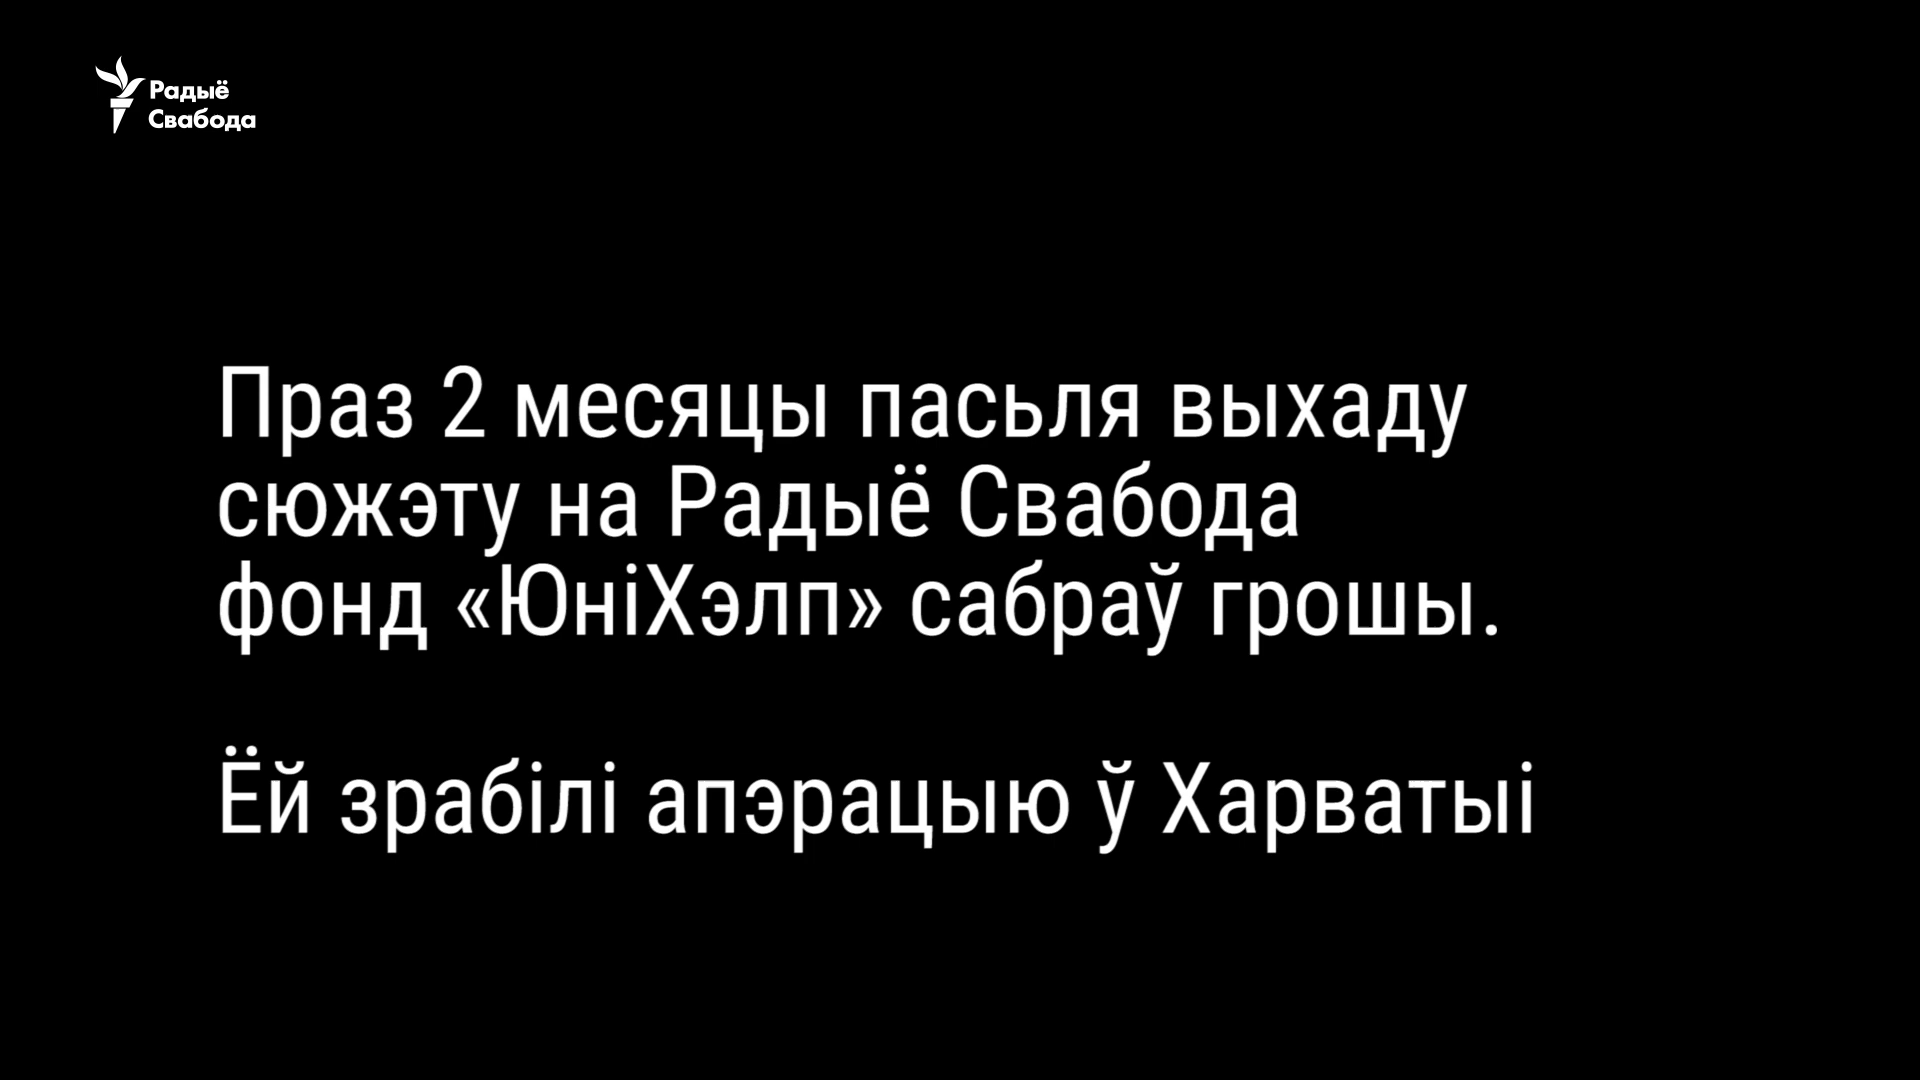 Радыё
Свабода
Праз 2 месяцы пасьля выхаду
сюжэту на Радыё Свабода
фонд «ЮніХэлп» сабраў грошы.
Ёй зрабілі апэрацыю ў Харватыі